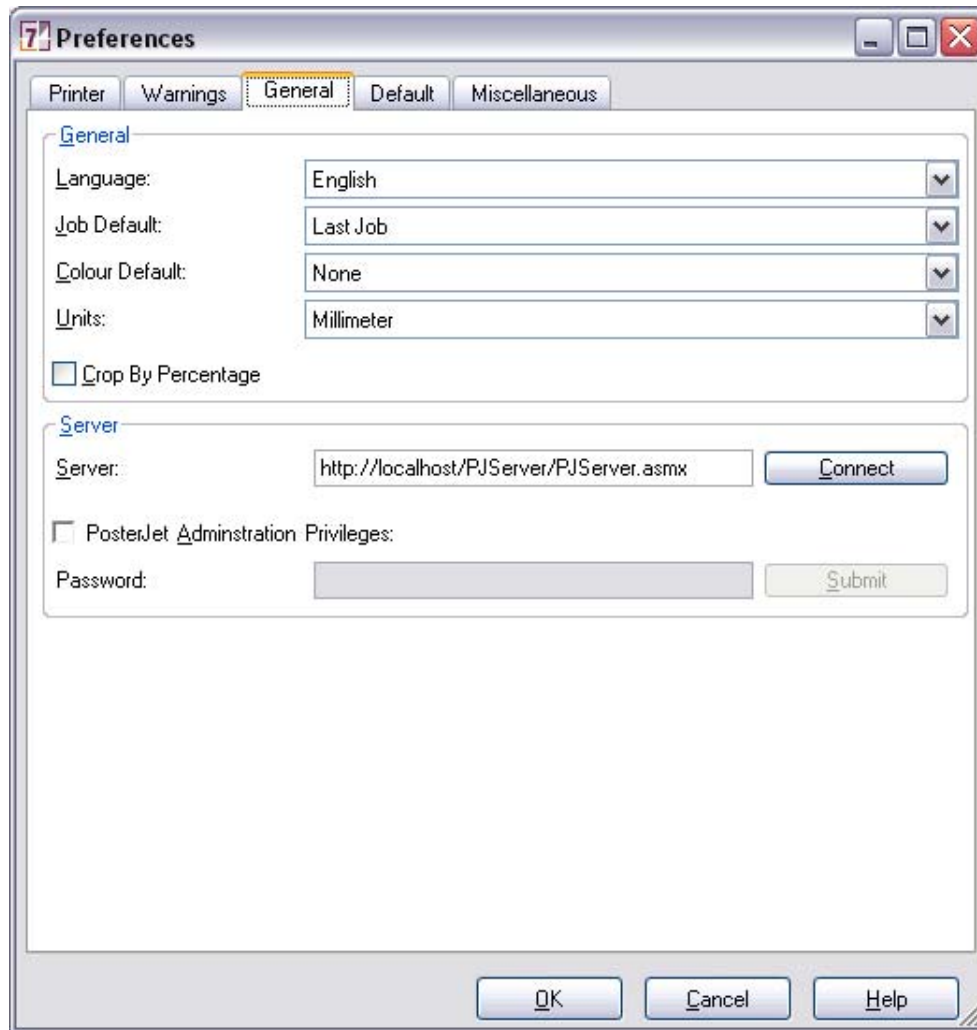 7 Preferences
Printer Warnings General Default Miscellaneous
General
Language: English
Job Default: Last Job
Colour Default: None
Units: Millimeter
Crop By Percentage
Server
Server: http://localhost/PJServer/PJServer.asmx Connect
PosterJet Adminstration Privileges:
Password: Submit
OK Cancel Help